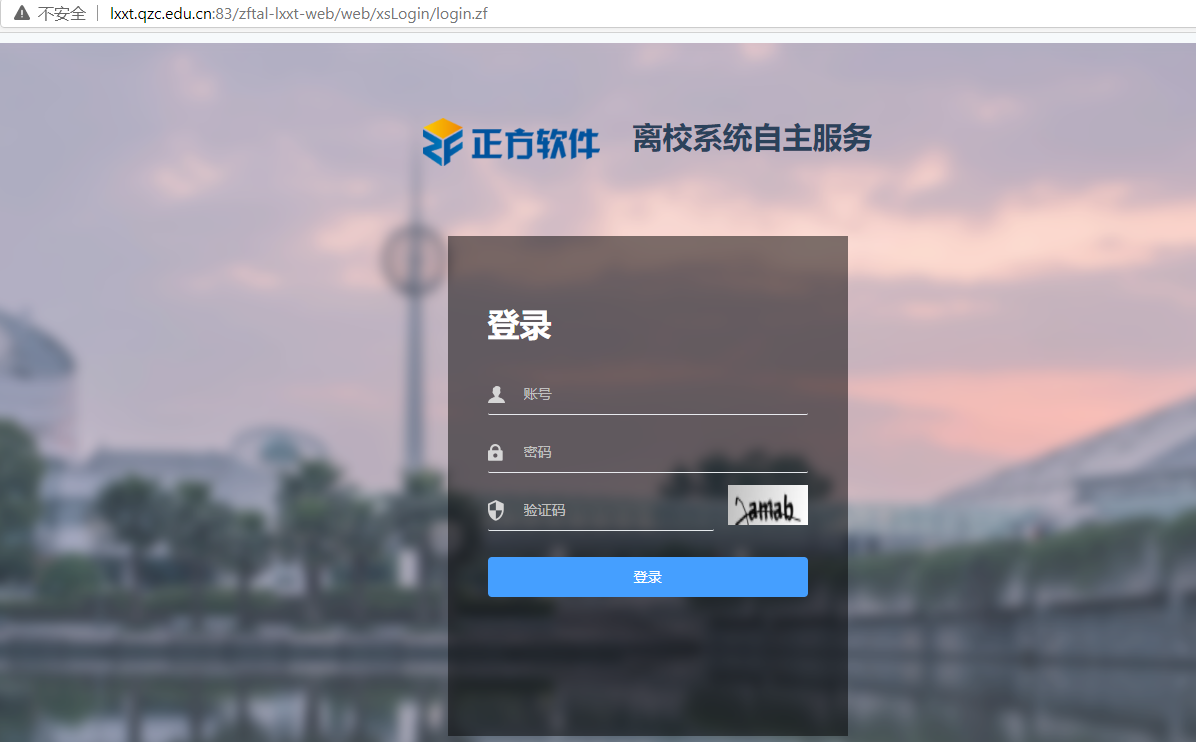 不安全 lxxt.qzc.edu.cn:83/zftal-lxxt-web/web/xsLogin/login.zf
正方软件 离校系统自主服务
登录
账号
密码
验证码
登录